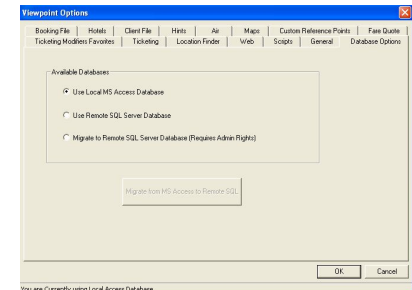 Viewpoint Options
Booking File Hotels Client File Hints Air Maps Custom Reference Points Fare Quote
Ticketing Modifiers Favorites Ticketing Location Finder Web Scripts General Database Options
Available Databases
Use Local MS Access Database
Use Remote SQL Server Database
Migrate to Remote SQL Server Database (Requires Admin Rights)
Migrate from MS Access to Remote SQL
OK Cancel
You are Currently using Local Access Database